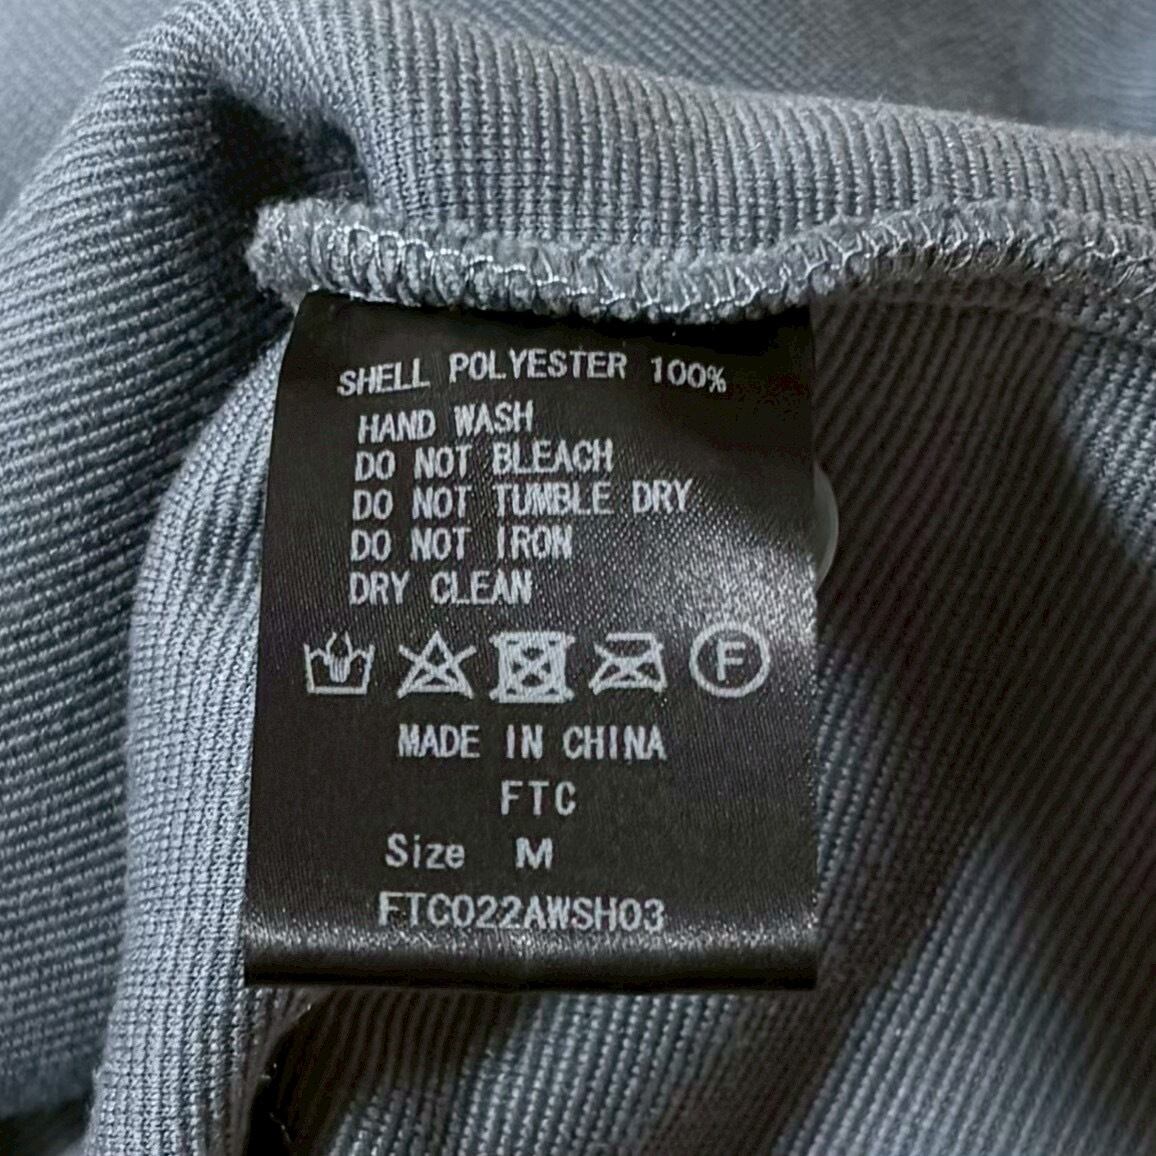 SHELL POLYESTER 100%
HAND WASH
DO NOT BLEACH
DO NOT TUMBLE DRY
DO NOT IRON
DRY CLEAN
F
MADE IN CHINA
FTC
Size M
FTC022AWSH03